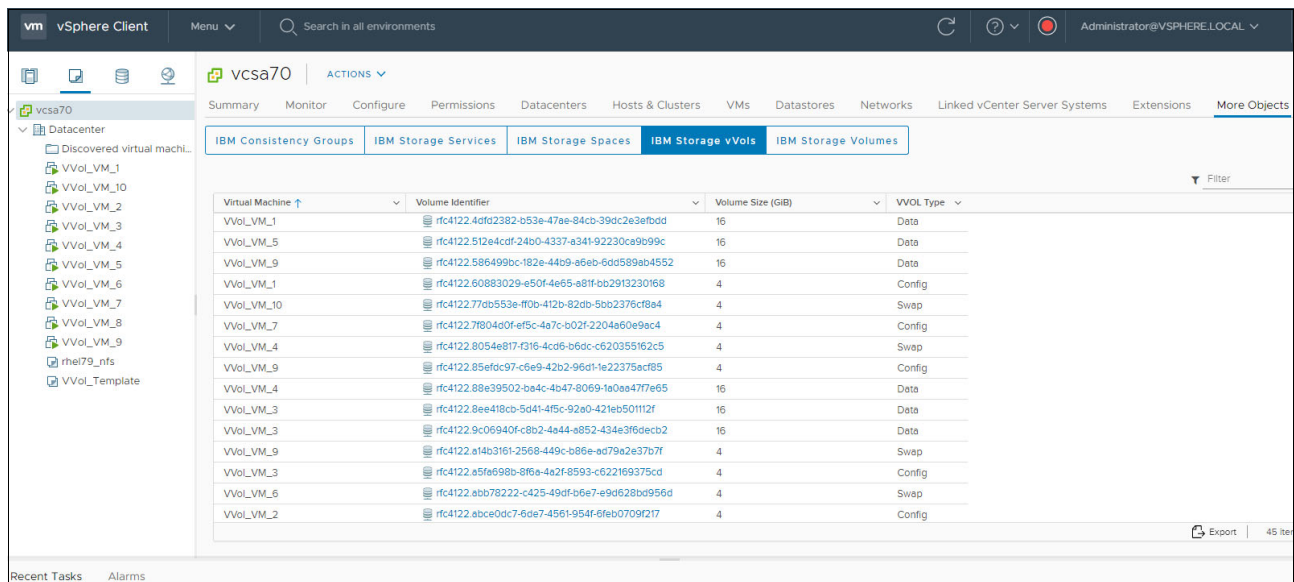 vm vSphere Client Menu Search in all environments Administrator@VSPHERE.LOCAL
vcsa70 ACTIONS
Summary Monitor Configure Permissions Datacenters Hosts & Clusters VMs Datastores Networks Linked vCenter Server Systems Extensions More Objects
vcsa70
Datacenter
Discovered virtual machi...
VVol_VM_1
VVol_VM_10
VVol_VM_2
VVol_VM_3
VVol_VM_4
VVol_VM_5
VVol_VM_6
VVol_VM_7
VVol_VM_8
VVol_VM_9
rhel79_nfs
VVol_Template
IBM Consistency Groups IBM Storage Services IBM Storage Spaces IBM Storage vVols IBM Storage Volumes
Filter
Virtual Machine ↑ Volume Identifier Volume Size (GiB) VVOL Type
VVol_VM_1 rfc4122.4dfd2382-b53e-47ae-84cb-39dc2e3efbdd 16 Data
VVol_VM_5 rfc4122.512e4cdf-24b0-4337-a341-92230ca9b99c 16 Data
VVol_VM_9 rfc4122.586499bc-182e-44b9-a6eb-6dd589ab4552 16 Data
VVol_VM_1 rfc4122.60883029-e50f-4e65-a81f-bb2913230168 4 Config
VVol_VM_10 rfc4122.77db553e-ff0b-412b-82db-5bb2376cf8a4 4 Swap
VVol_VM_7 rfc4122.7f804d0f-ef5c-4a7c-b02f-2204a60e9ac4 4 Config
VVol_VM_4 rfc4122.8054e817-f316-4cd6-b6dc-c620355162c5 4 Swap
VVol_VM_9 rfc4122.85efdc97-c6e9-42b2-96d1-1e22375acf85 4 Config
VVol_VM_4 rfc4122.88e39502-ba4c-4b47-8069-1a0aa47f7e65 16 Data
VVol_VM_3 rfc4122.8ee418cb-5d41-4f5c-92a0-421eb501112f 16 Data
VVol_VM_3 rfc4122.9c06940f-c8b2-4a44-a852-434e3f6decb2 16 Data
VVol_VM_9 rfc4122.a14b3161-2568-449c-b86e-ad79a2e37b7f 4 Swap
VVol_VM_3 rfc4122.a5fa698b-8f6a-4a2f-8593-c622169375cd 4 Config
VVol_VM_6 rfc4122.abb78222-c425-49df-b6e7-e9d628bd956d 4 Swap
VVol_VM_2 rfc4122.abce0dc7-6de7-4561-954f-6feb0709f217 4 Config
Export 45 iter
Recent Tasks Alarms